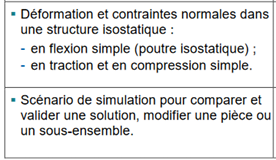 ▪ Déformation et contraintes normales dans
une structure isostatique :
- en flexion simple (poutre isostatique) ;
- en traction et en compression simple.
▪ Scénario de simulation pour comparer et
valider une solution, modifier une pièce ou
un sous-ensemble.